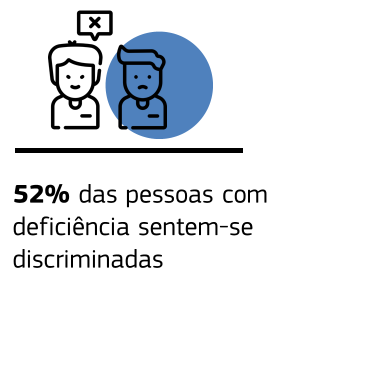 52% das pessoas com
deficiência sentem-se
discriminadas